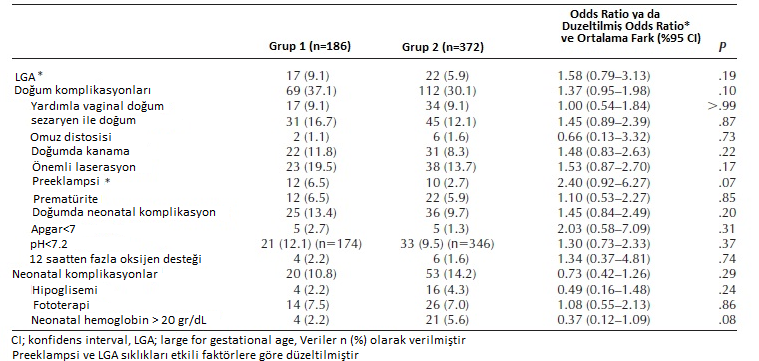 Odds Ratio ya da
Duzeltilmiş Odds Ratio*
ve Ortalama Fark (%95 CI)
Grup 1 (n=186) Grup 2 (n=372) P
LGA* 17 (9.1) 22 (5.9) 1.58 (0.79–3.13) .19
Doğum komplikasyonları 69 (37.1) 112 (30.1) 1.37 (0.95–1.98) .10
Yardımla vaginal doğum 17 (9.1) 34 (9.1) 1.00 (0.54–1.84) >.99
sezaryen ile doğum 31 (16.7) 45 (12.1) 1.45 (0.89–2.39) .87
Omuz distosisi 2 (1.1) 6 (1.6) 0.66 (0.13–3.32) .73
Doğumda kanama 22 (11.8) 31 (8.3) 1.48 (0.83–2.63) .22
Önemli laserasyon 23 (19.5) 38 (13.7) 1.53 (0.87–2.70) .17
Preeklampsi * 12 (6.5) 10 (2.7) 2.40 (0.92–6.27) .07
Prematürite 12 (6.5) 22 (5.9) 1.10 (0.53–2.27) .85
Doğumda neonatal komplikasyon 25 (13.4) 36 (9.7) 1.45 (0.84–2.49) .20
Apgar<7 5 (2.7) 5 (1.3) 2.03 (0.58–7.09) .31
pH<7.2 21 (12.1) (n=174) 33 (9.5) (n=346) 1.30 (0.73–2.33) .37
12 saatten fazla oksijen desteği 4 (2.2) 6 (1.6) 1.34 (0.37–4.81) .74
Neonatal komplikasyonlar 20 (10.8) 53 (14.2) 0.73 (0.42–1.26) .29
Hipoglisemi 4 (2.2) 16 (4.3) 0.49 (0.16–1.48) .24
Fototerapi 14 (7.5) 26 (7.0) 1.08 (0.55–2.13) .86
Neonatal hemoglobin > 20 gr/dL 4 (2.2) 21 (5.6) 0.37 (0.12–1.09) .08
CI; konfidens interval, LGA; large for gestational age, Veriler n (%) olarak verilmiştir
Preeklampsi ve LGA sıklıkları etkili faktörlere göre düzeltilmiştir